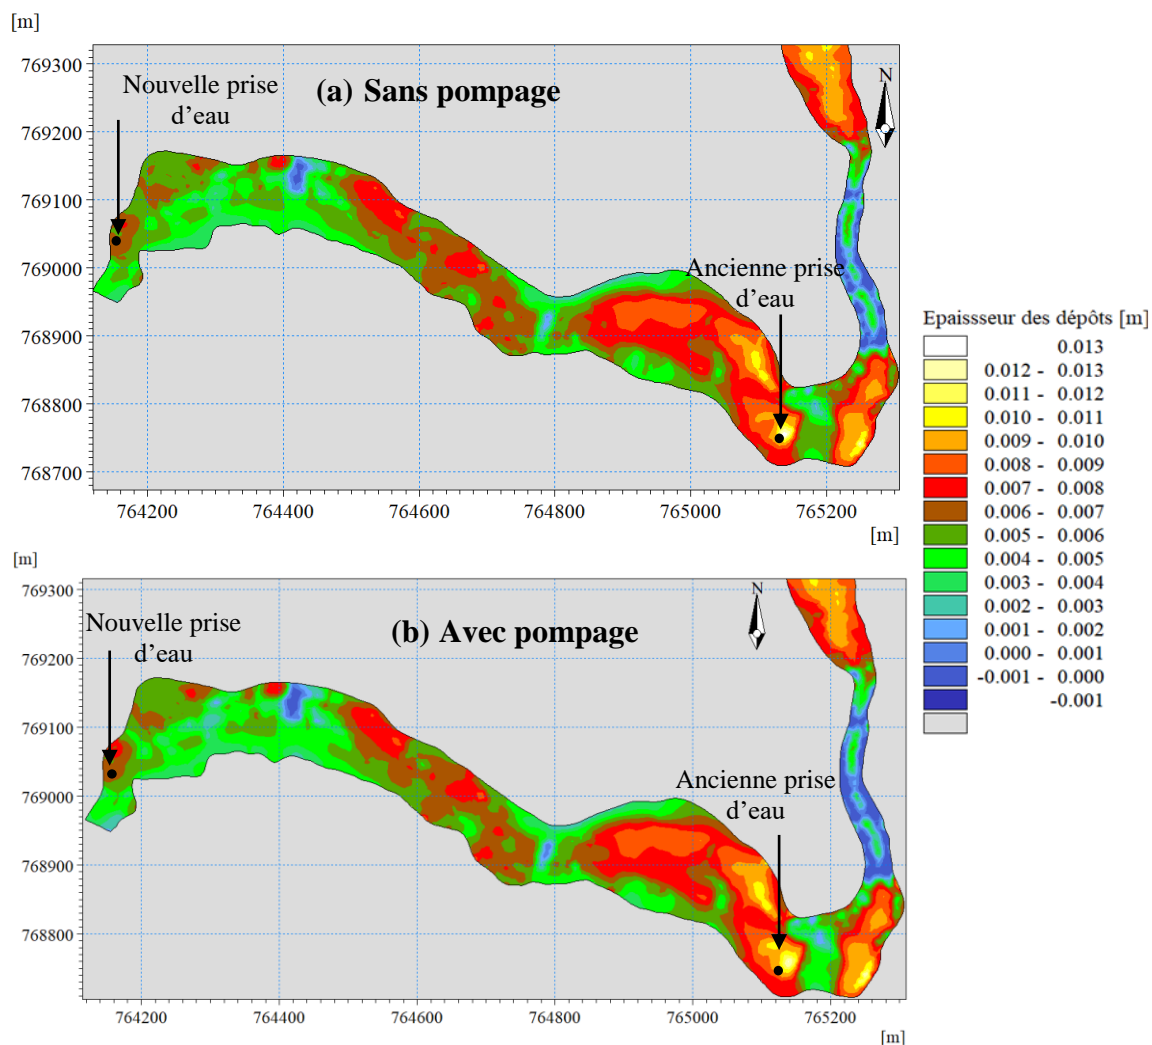 [m]
769300
769200
769100
769000
768900
768800
768700
Nouvelle prise
d'eau
(a) Sans pompage
N
Ancienne prise
d'eau
764200 764400 764600 764800 765000 765200
[m]
Epaissseur des dépôts [m]
0.013
0.012 - 0.013
0.011 - 0.012
0.010 - 0.011
0.009 - 0.010
0.008 - 0.009
0.007 - 0.008
0.006 - 0.007
0.005 - 0.006
0.004 - 0.005
0.003 - 0.004
0.002 - 0.003
0.001 - 0.002
0.000 - 0.001
-0.001 - 0.000
-0.001
[m]
769300
769200
769100
769000
768900
768800
Nouvelle prise
d'eau
(b) Avec pompage
N
Ancienne prise
d'eau
764200 764400 764600 764800 765000 765200
[m]